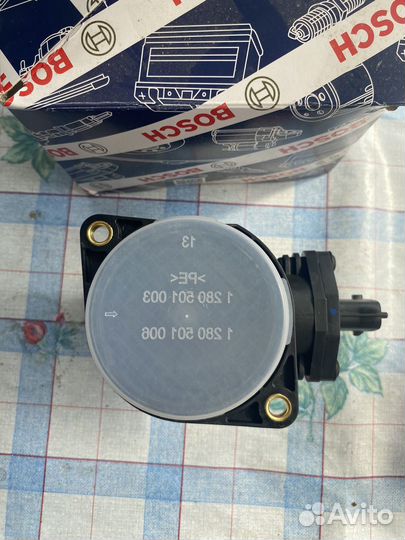 BOSCH
BOSCH
BOSCH
13
>PE<
1 280 501 003
1 280 501 006
Avito